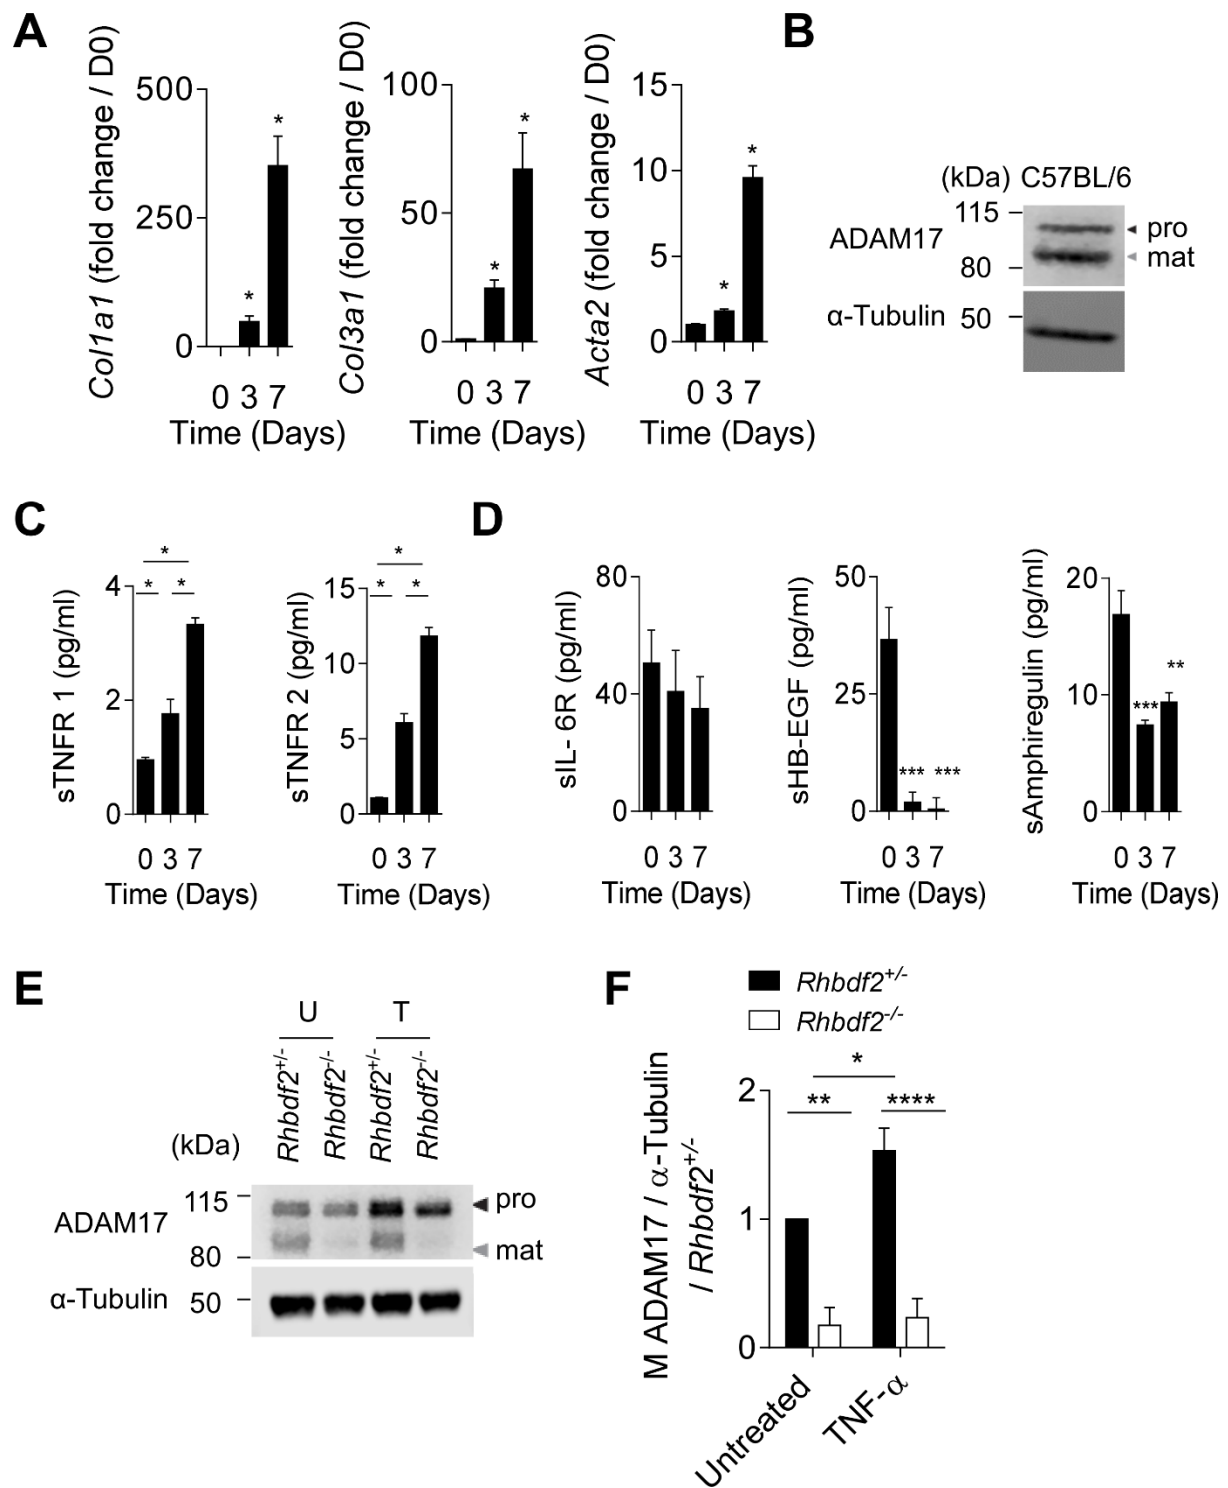 A
Col1a1 (fold change / D0)
500
250
0
*
*
0 3 7
Time (Days)
Col3a1 (fold change / D0)
100
50
0
*
*
0 3 7
Time (Days)
Acta2 (fold change / D0)
15
10
5
0
*
*
0 3 7
Time (Days)
B
(kDa) C57BL/6
115
ADAM17
80
pro
mat
α-Tubulin 50
C
sTNFR 1 (pg/ml)
4
2
0
*
* *
0 3 7
Time (Days)
sTNFR 2 (pg/ml)
15
10
5
0
*
* *
0 3 7
Time (Days)
D
sIL- 6R (pg/ml)
80
40
0
0 3 7
Time (Days)
sHB-EGF (pg/ml)
50
25
0
*** ***
0 3 7
Time (Days)
sAmphiregulin (pg/ml)
20
10
0
***
**
0 3 7
Time (Days)
E
U T
Rhbdf2+/-
Rhbdf2-/-
Rhbdf2+/-
Rhbdf2-/-
(kDa)
115
ADAM17
80
pro
mat
α-Tubulin 50
F
Rhbdf2+/-
Rhbdf2-/-
M ADAM17 / α-Tubulin
/ Rhbdf2+/-
2
1
0
*
** ****
Untreated
TNF-α